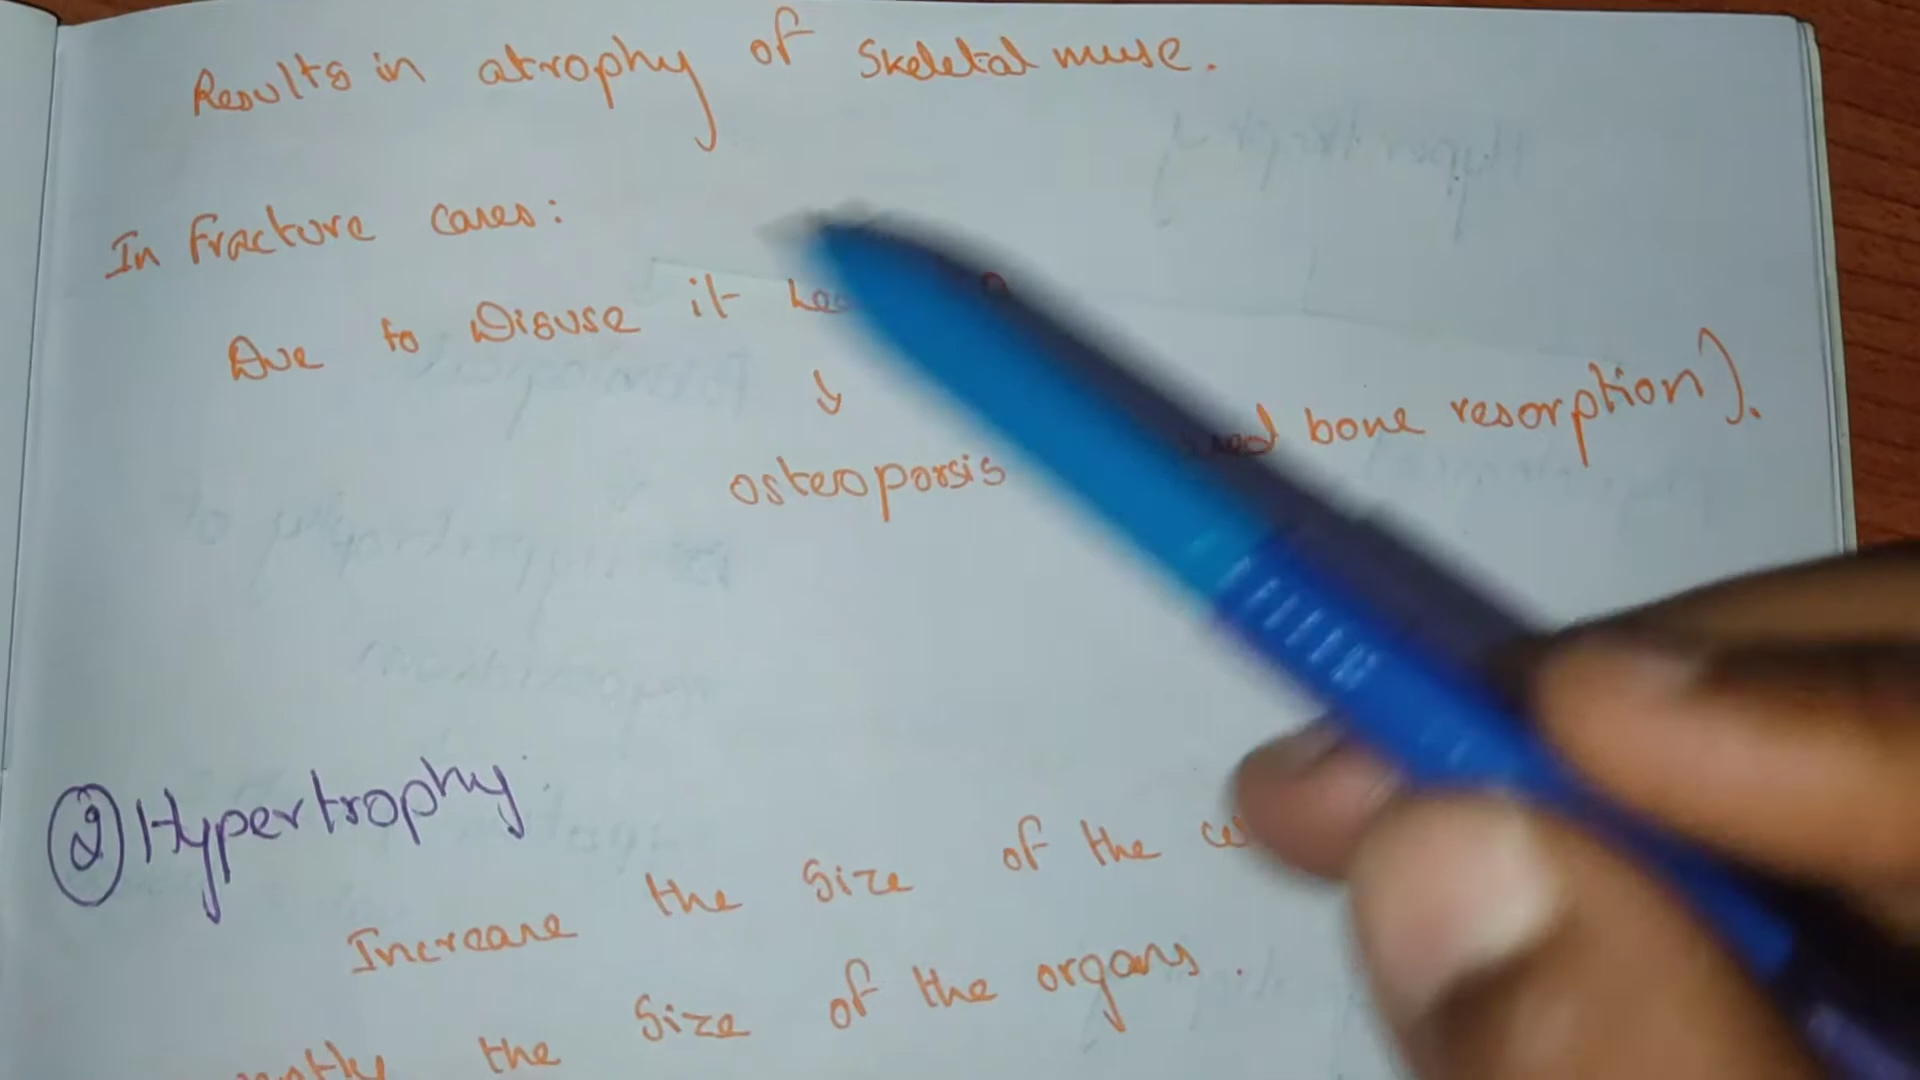 Results in atrophy of Skeletal muse.
In Fracture cases:
Due to Disuse it
↓
osteoporsis bone resorption).
② Hypertrophy
Increase the size of the
the size of the organs.